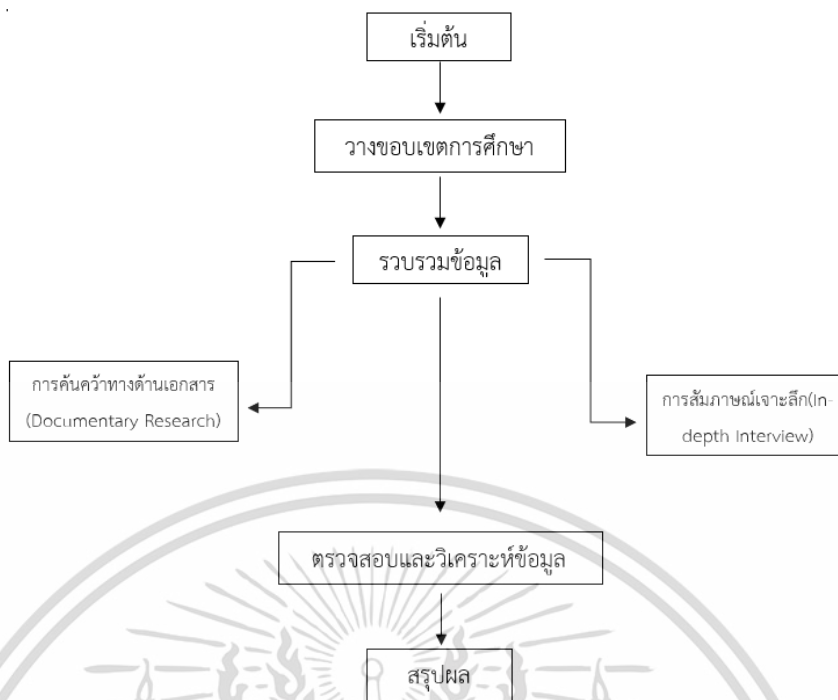 เริ่มต้น
วางขอบเขตการศึกษา
รวบรวมข้อมูล
การค้นคว้าทางด้านเอกสาร
(Documentary Research)
การสัมภาษณ์เจาะลึก(In-
depth Interview)
ตรวจสอบและวิเคราะห์ข้อมูล
สรุปผล